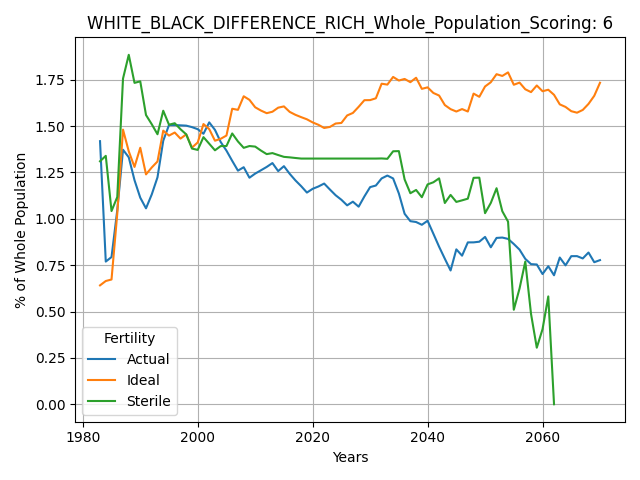 WHITE_BLACK_DIFFERENCE_RICH_Whole_Population_Scoring: 6
% of Whole Population
1.75
1.50
1.25
1.00
0.75
0.50
0.25
0.00
Fertility
Actual
Ideal
Sterile
1980
2000
2020
2040
2060
Years